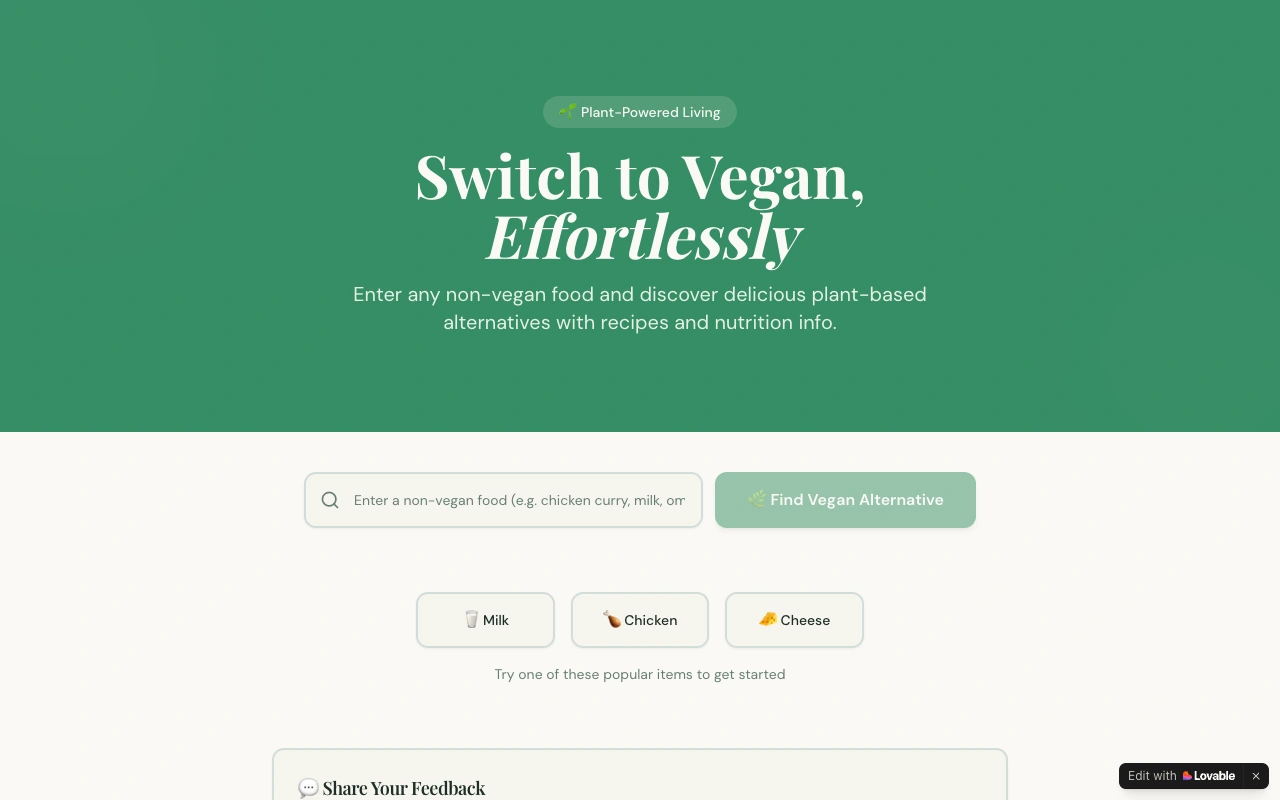 🌱 Plant-Powered Living
Switch to Vegan,
Effortlessly
Enter any non-vegan food and discover delicious plant-based
alternatives with recipes and nutrition info.
Enter a non-vegan food (e.g. chicken curry, milk, om
🌿 Find Vegan Alternative
🥛 Milk
🍗 Chicken
🧀 Cheese
Try one of these popular items to get started
💬 Share Your Feedback
Edit with Lovable ×